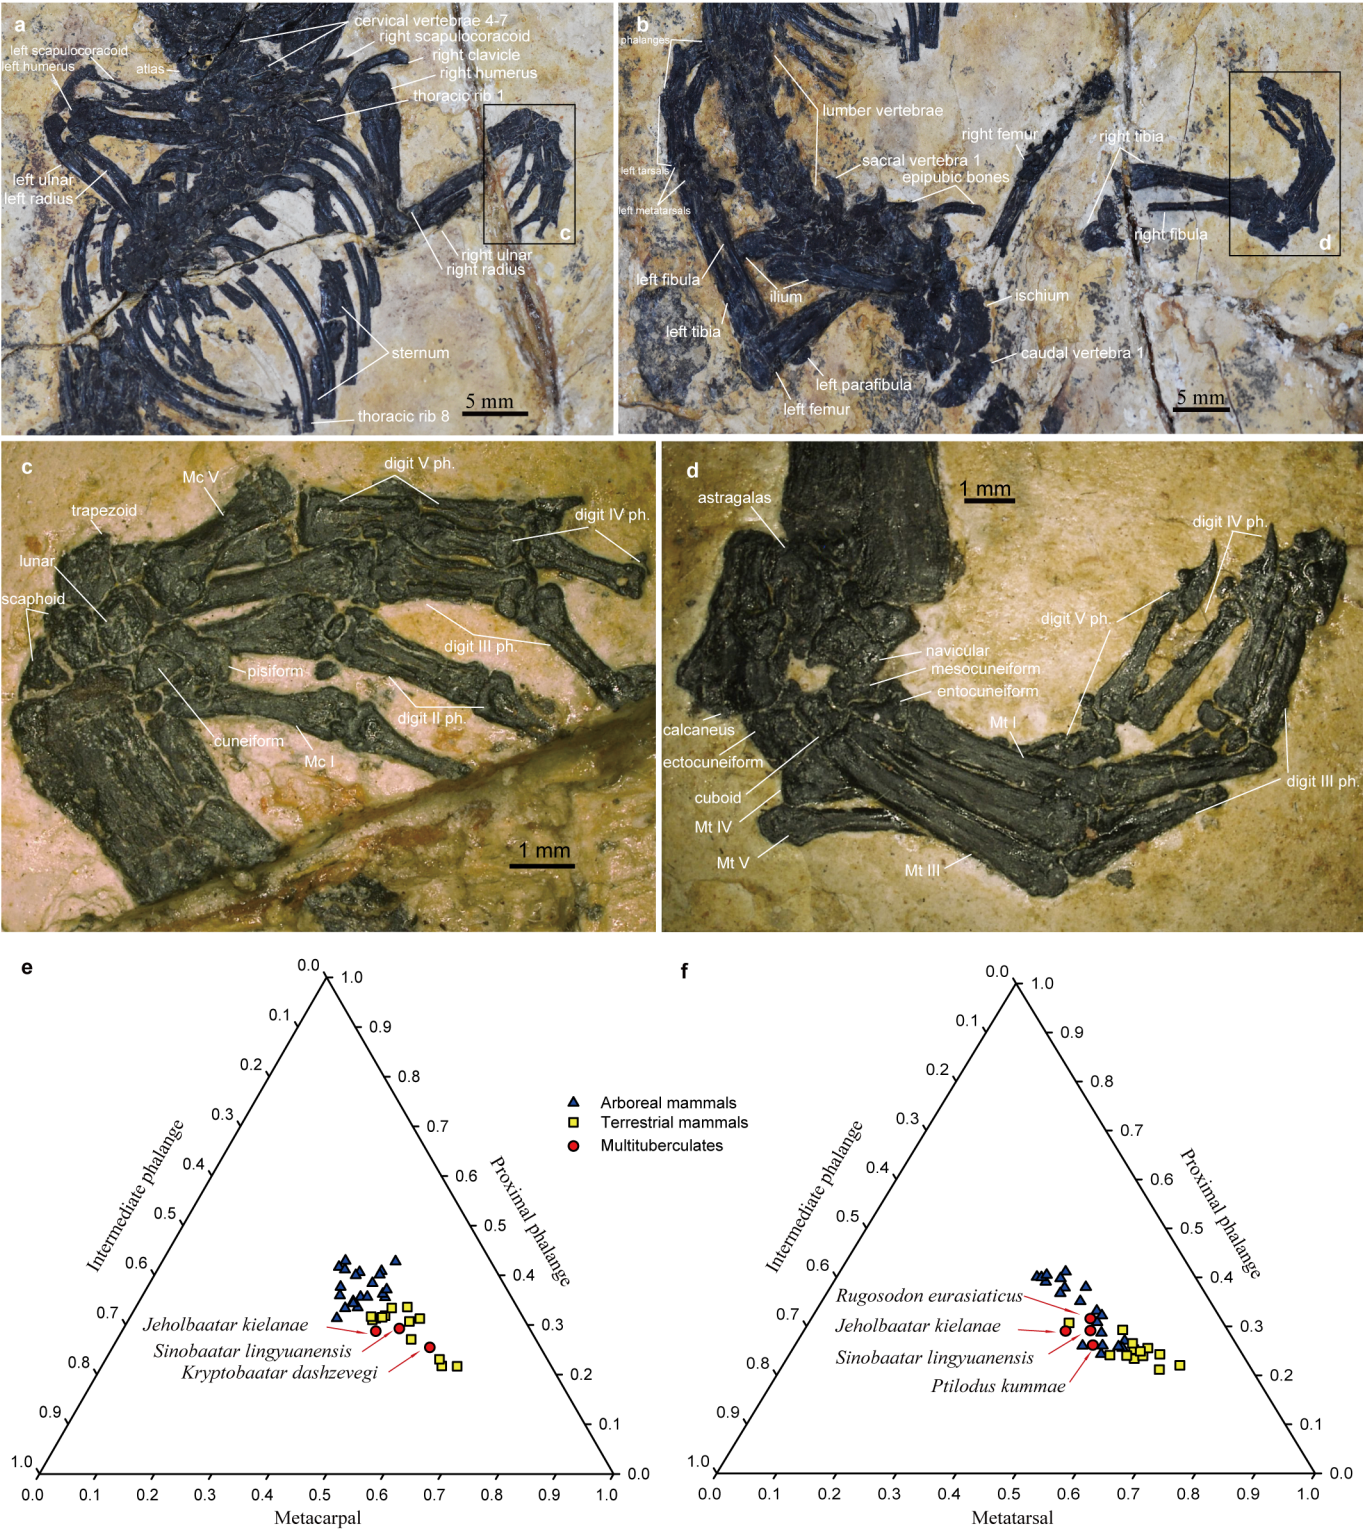 a
cervical vertebrae 4-7
right scapulocoracoid
left scapulocoracoid
left humerus
atlas
right clavicle
right humerus
thoracic rib 1
left ulnar
left radius
c
right ulnar
right radius
sternum
5 mm
thoracic rib 8
b
phalanges
lumber vertebrae
right femur
right tibia
sacral vertebra 1
epipubic bones
left tarsals
left metatarsals
right fibula
d
left fibula
ilium
ischium
left tibia
caudal vertebra 1
left parafibula
left femur
5 mm
c
digit V ph.
Mc V
trapezoid
digit IV ph.
lunar
scaphoid
digit III ph.
pisiform
digit II ph.
cuneiform
Mc I
1 mm
d
astragalas
1 mm
digit IV ph.
digit V ph.
navicular
mesocuneiform
entocuneiform
calcaneus
Mt I
ectocuneiform
digit III ph.
cuboid
Mt IV
Mt V
Mt III
e
0.0
1.0
0.1
0.9
0.2
0.8
0.3
0.7
0.4
0.6
0.5
0.5
0.6
0.4
0.7
0.3
0.8
0.2
0.9
0.1
1.0
0.0
Intermediate phalange
Proximal phalange
Jeholbaatar kielanae
Sinobaatar lingyuanensis
Kryptobaatar dashzevegi
0.0 0.1 0.2 0.3 0.4 0.5 0.6 0.7 0.8 0.9 1.0
Metacarpal
Arboreal mammals
Terrestrial mammals
Multituberculates
f
0.0
1.0
0.1
0.9
0.2
0.8
0.3
0.7
0.4
0.6
0.5
0.5
0.6
0.4
0.7
0.3
0.8
0.2
0.9
0.1
1.0
0.0
Intermediate phalange
Proximal phalange
Rugosodon eurasiaticus
Jeholbaatar kielanae
Sinobaatar lingyuanensis
Ptilodus kummae
0.0 0.1 0.2 0.3 0.4 0.5 0.6 0.7 0.8 0.9 1.0
Metatarsal